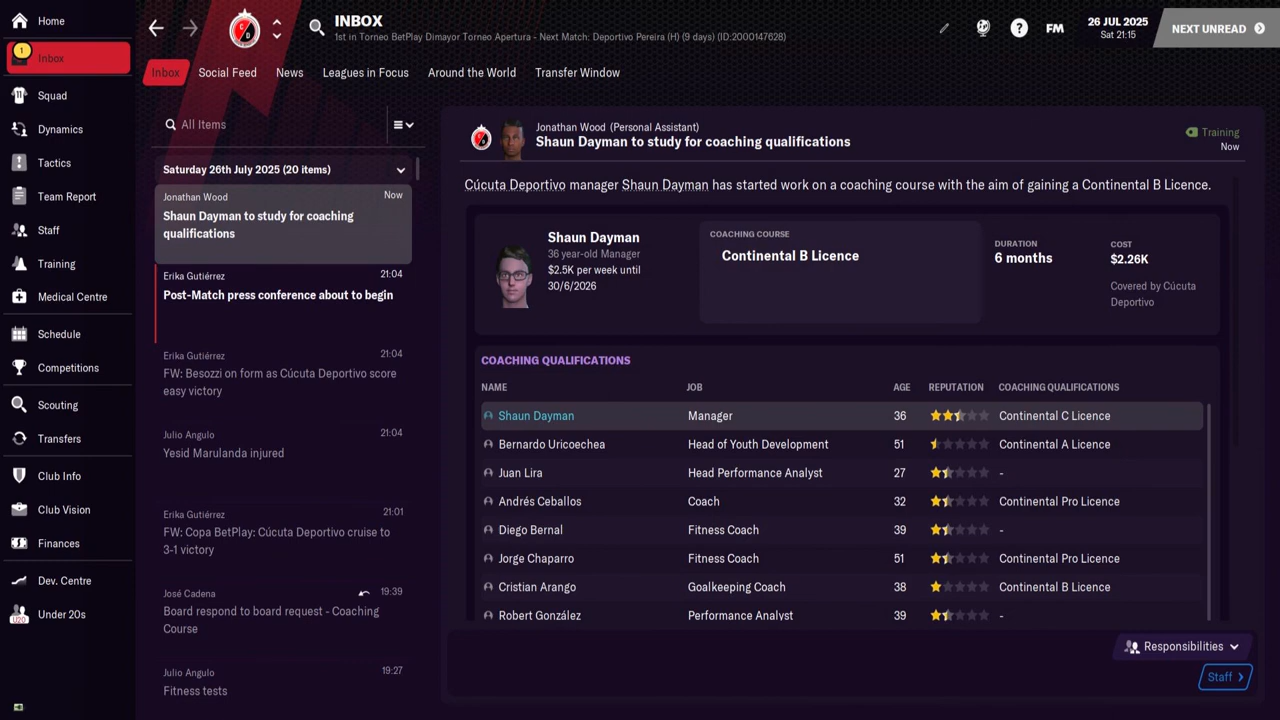 Home
Inbox
1
Squad
Dynamics
Tactics
Team Report
Staff
Training
Medical Centre
Schedule
Competitions
Scouting
Transfers
Club Info
Club Vision
Finances
Dev. Centre
Under 20s
U20
INBOX
1st in Torneo BetPlay Dimayor Torneo Apertura - Next Match: Deportivo Pereira (H) (9 days) (ID:2000147628)
FM
26 JUL 2025
Sat 21:15
NEXT UNREAD
Inbox
Social Feed
News
Leagues in Focus
Around the World
Transfer Window
All Items
Saturday 26th July 2025 (20 items)
Jonathan Wood Now
Shaun Dayman to study for coaching
qualifications
Erika Gutiérrez 21:04
Post-Match press conference about to begin
Erika Gutiérrez 21:04
FW: Besozzi on form as Cúcuta Deportivo score
easy victory
Julio Angulo 21:04
Yesid Marulanda injured
Erika Gutiérrez 21:01
FW: Copa BetPlay: Cúcuta Deportivo cruise to
3-1 victory
José Cadena 19:39
Board respond to board request - Coaching
Course
Julio Angulo 19:27
Fitness tests
Jonathan Wood (Personal Assistant)
Shaun Dayman to study for coaching qualifications
Training
Now
Cúcuta Deportivo manager Shaun Dayman has started work on a coaching course with the aim of gaining a Continental B Licence.
Shaun Dayman
36 year-old Manager
$2.5K per week until
30/6/2026
COACHING COURSE
Continental B Licence
DURATION
6 months
COST
$2.26K
Covered by Cúcuta
Deportivo
COACHING QUALIFICATIONS
NAME JOB AGE REPUTATION COACHING QUALIFICATIONS
Shaun Dayman Manager 36 Continental C Licence
Bernardo Uricoechea Head of Youth Development 51 Continental A Licence
Juan Lira Head Performance Analyst 27 -
Andrés Ceballos Coach 32 Continental Pro Licence
Diego Bernal Fitness Coach 39 -
Jorge Chaparro Fitness Coach 51 Continental Pro Licence
Cristian Arango Goalkeeping Coach 38 Continental B Licence
Robert González Performance Analyst 39 -
Responsibilities
Staff